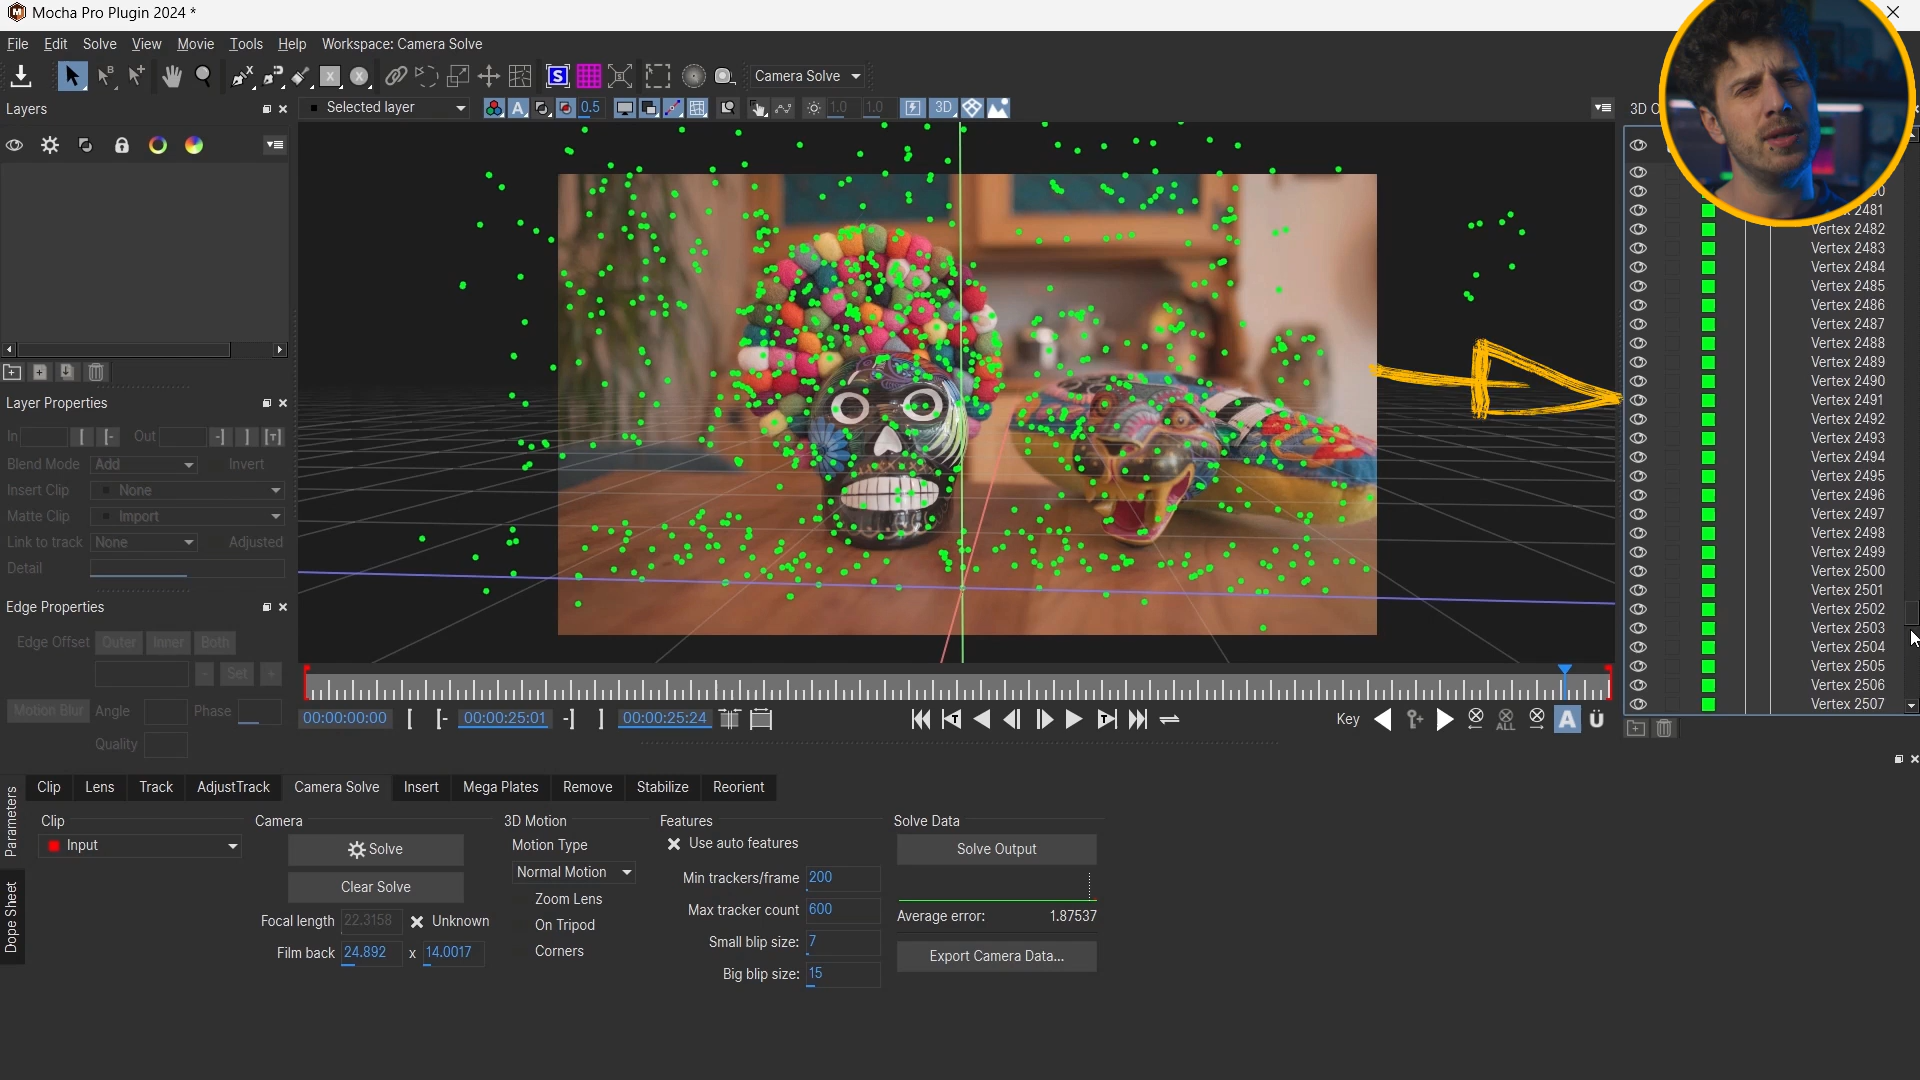 Mocha Pro Plugin 2024 *
File Edit Solve View Movie Tools Help Workspace: Camera Solve
Camera Solve
Layers
Selected layer
0.5
1.0
1.0
3D
Layer Properties
In
Out
Blend Mode Add Invert
Insert Clip None
Matte Clip Import
Link to track None Adjusted
Detail
Edge Properties
Edge Offset Outer Inner Both
- Set +
Motion Blur Angle Phase
Quality
Vertex 2482
Vertex 2483
Vertex 2484
Vertex 2485
Vertex 2486
Vertex 2487
Vertex 2488
Vertex 2489
Vertex 2490
Vertex 2491
Vertex 2492
Vertex 2493
Vertex 2494
Vertex 2495
Vertex 2496
Vertex 2497
Vertex 2498
Vertex 2499
Vertex 2500
Vertex 2501
Vertex 2502
Vertex 2503
Vertex 2504
Vertex 2505
Vertex 2506
Vertex 2507
00:00:00:00
00:00:25:01
00:00:25:24
Key
ALL
A
Ü
Parameters
Dope Sheet
Clip Lens Track AdjustTrack Camera Solve Insert Mega Plates Remove Stabilize Reorient
Clip
Input
Camera
Solve
Clear Solve
Focal length 22.3158 Unknown
Film back 24.892 x 14.0017
3D Motion
Motion Type
Normal Motion
Zoom Lens
On Tripod
Corners
Features
Use auto features
Min trackers/frame 200
Max tracker count 600
Small blip size: 7
Big blip size: 15
Solve Data
Solve Output
Average error: 1.87537
Export Camera Data...